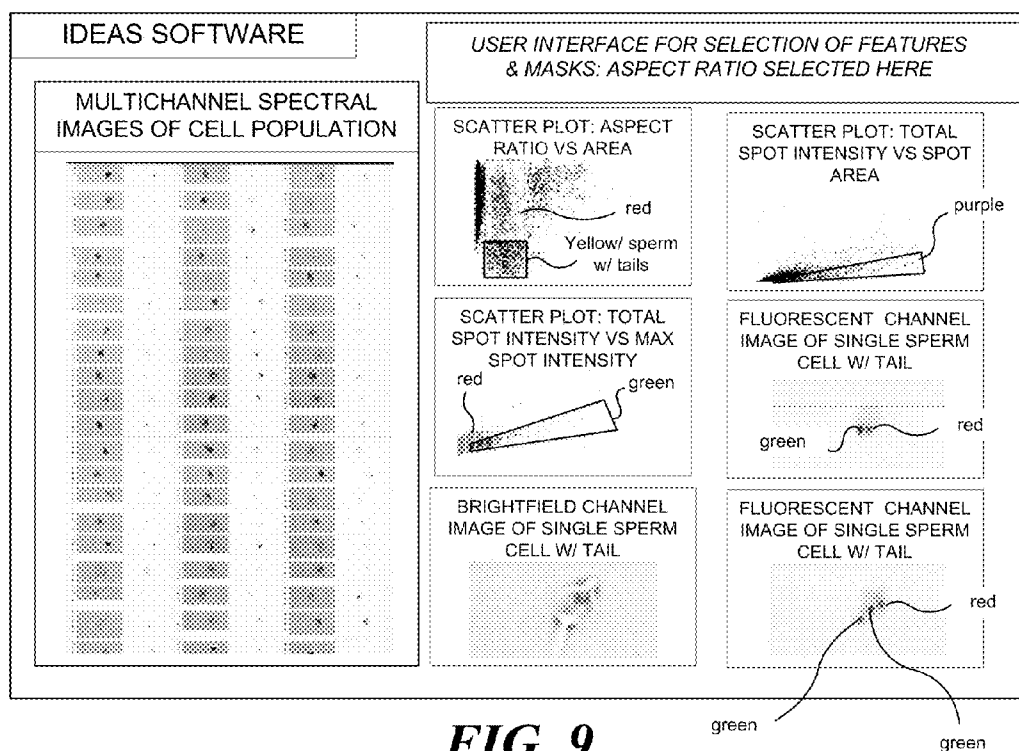 IDEAS SOFTWARE
USER INTERFACE FOR SELECTION OF FEATURES
& MASKS: ASPECT RATIO SELECTED HERE
MULTICHANNEL SPECTRAL
IMAGES OF CELL POPULATION
SCATTER PLOT: ASPECT
RATIO VS AREA
red
Yellow/ sperm
w/ tails
SCATTER PLOT: TOTAL
SPOT INTENSITY VS SPOT
AREA
purple
SCATTER PLOT: TOTAL
SPOT INTENSITY VS MAX
SPOT INTENSITY
red
green
FLUORESCENT CHANNEL
IMAGE OF SINGLE SPERM
CELL W/ TAIL
green
red
BRIGHTFIELD CHANNEL
IMAGE OF SINGLE SPERM
CELL W/ TAIL
FLUORESCENT CHANNEL
IMAGE OF SINGLE SPERM
CELL W/ TAIL
red
green
green
FIG. 9